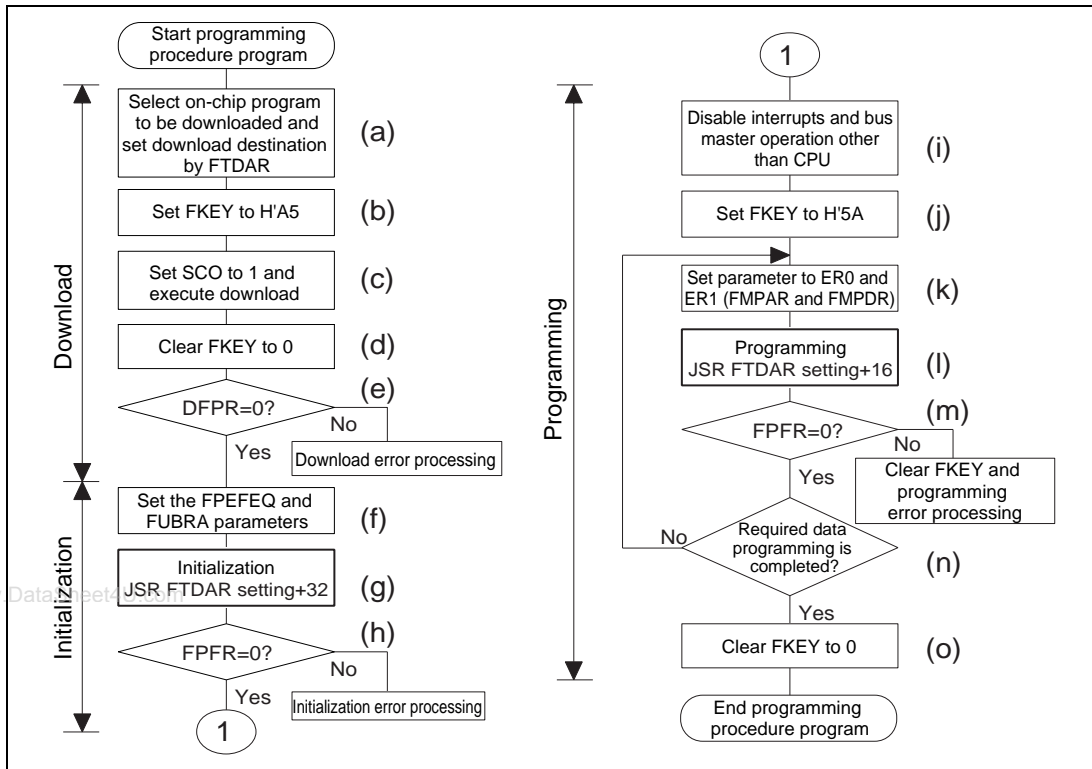 Start programming
procedure program
Select on-chip program
to be downloaded and
set download destination
by FTDAR
(a)
Set FKEY to H'A5
(b)
Set SCO to 1 and
execute download
(c)
Clear FKEY to 0
(d)
DFPR=0?
(e)
No
Yes
Download error processing
Download
Set the FPEFEQ and
FUBRA parameters
(f)
Initialization
JSR FTDAR setting+32
(g)
FPFR=0?
(h)
No
Yes
Initialization error processing
Initialization
1
1
Disable interrupts and bus
master operation other
than CPU
(i)
Set FKEY to H'5A
(j)
Set parameter to ER0 and
ER1 (FMPAR and FMPDR)
(k)
Programming
JSR FTDAR setting+16
(l)
FPFR=0?
(m)
No
Yes
Clear FKEY and
programming
error processing
Required data
programming is
completed?
(n)
No
Yes
Clear FKEY to 0
(o)
Programming
End programming
procedure program